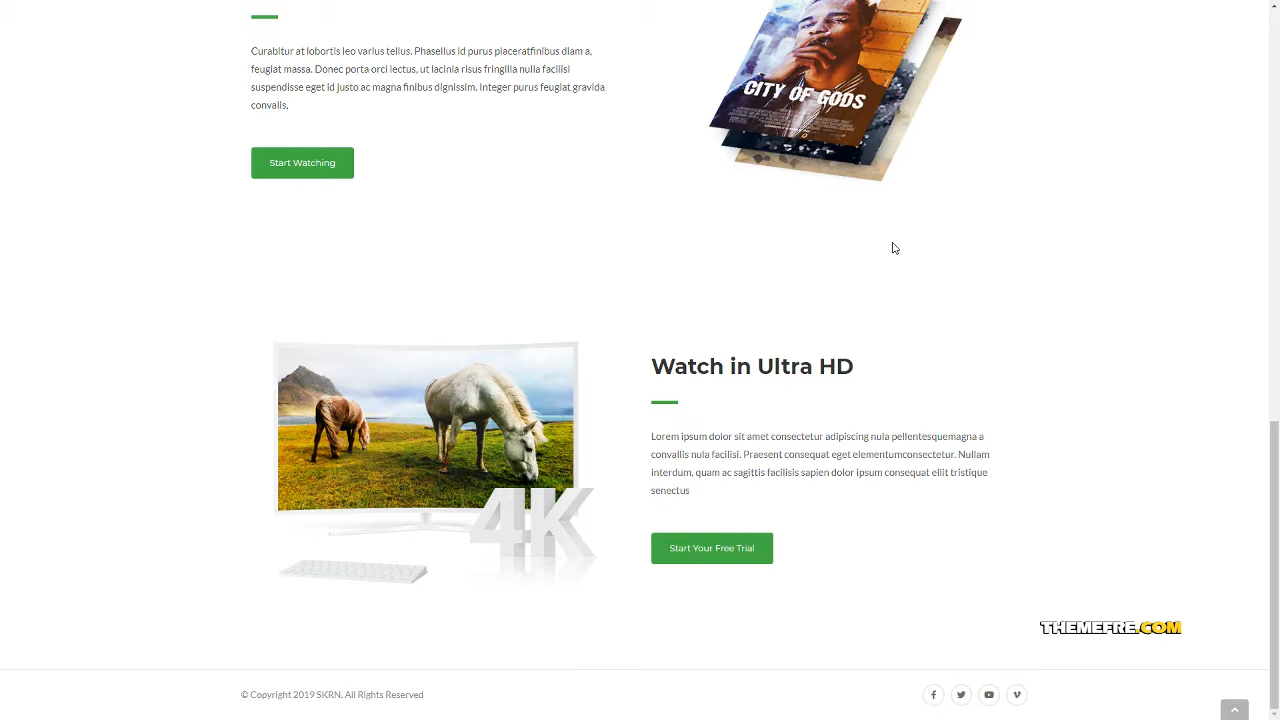 Curabitur at lobortis leo varius tellus. Phasellus id purus placeratfinibus diam a,
feugiat massa. Donec porta orci lectus, ut lacinia risus fringilla nulla facilisi
suspendisse eget id justo ac magna finibus dignissim. Integer purus feugiat gravida
convalis,
Start Watching
CITY OF GODS
4K
Watch in Ultra HD
Lorem ipsum dolor sit amet consectetur adipiscing nula pellentesquemagna a
convallis nula facilisi. Praesent consequat eget elementumconsectetur. Nullam
interdum, quam ac sagittis facilisis sapien dolor ipsum consequat ellit tristique
senectus
Start Your Free Trial
THEMEFRE.COM
© Copyright 2019 SKRN. All Rights Reserved